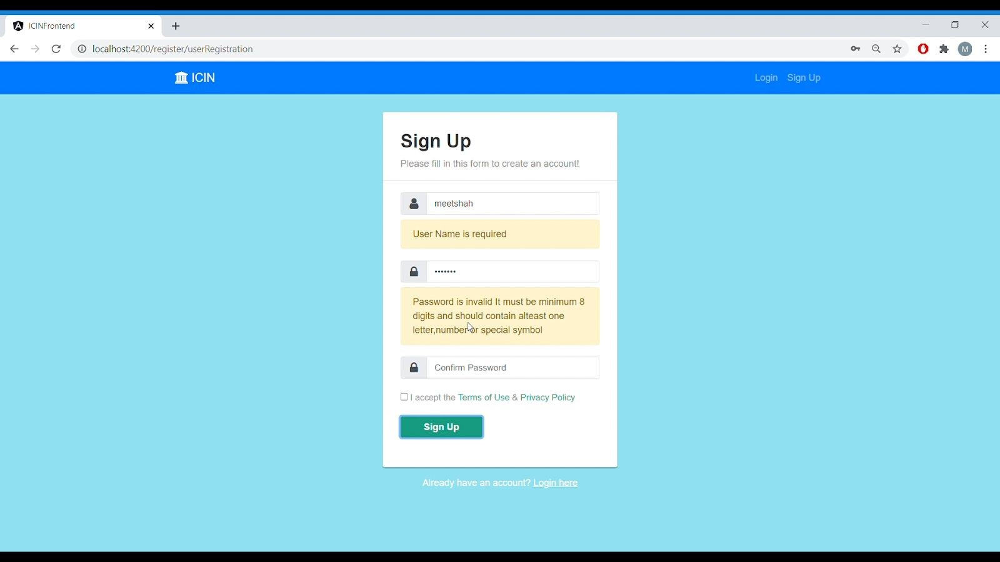 ICINFrontend
localhost:4200/register/userRegistration
M
ICIN
Login Sign Up
Sign Up
Please fill in this form to create an account!
meetshah
User Name is required
•••••••
Password is invalid It must be minimum 8
digits and should contain alteast one
letter,number or special symbol
Confirm Password
I accept the Terms of Use & Privacy Policy
Sign Up
Already have an account? Login here